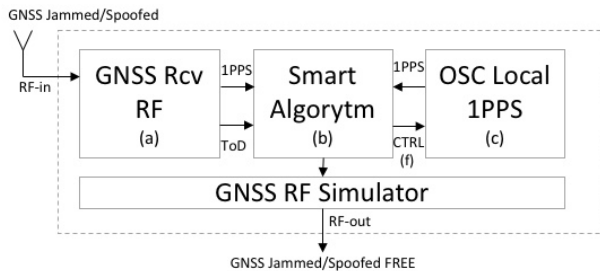 GNSS Jammed/Spoofed
RF-in
GNSS Rcv
RF
(a)
1PPS
ToD
Smart
Algorytm
(b)
1PPS
CTRL
(f)
OSC Local
1PPS
(c)
GNSS RF Simulator
RF-out
GNSS Jammed/Spoofed FREE